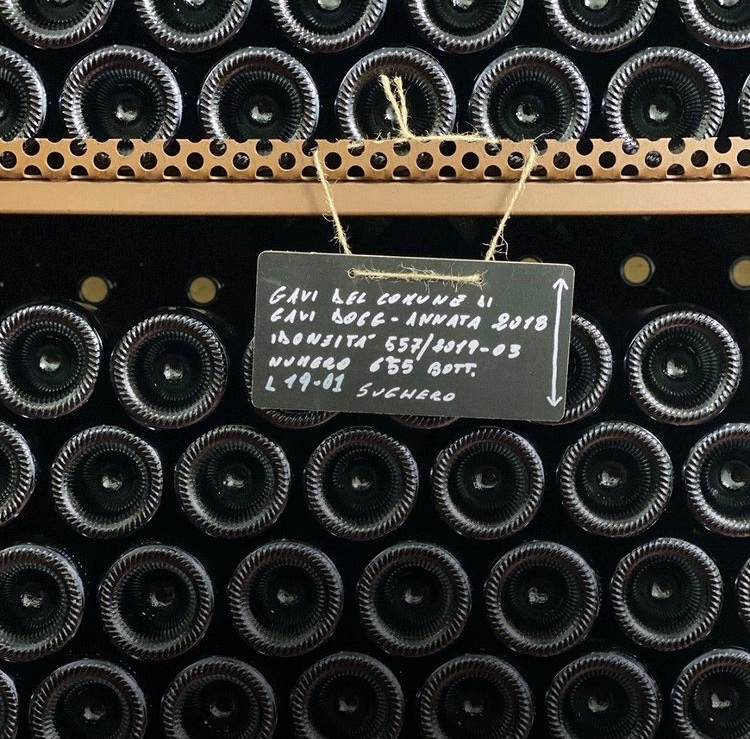 GAVI DEL COMUNE DI
GAVI DOCG - ANNATA 2018
IDONEITA' 557/2019-03
NUMERO 655 BOTT.
L 19-01 SUGHERO